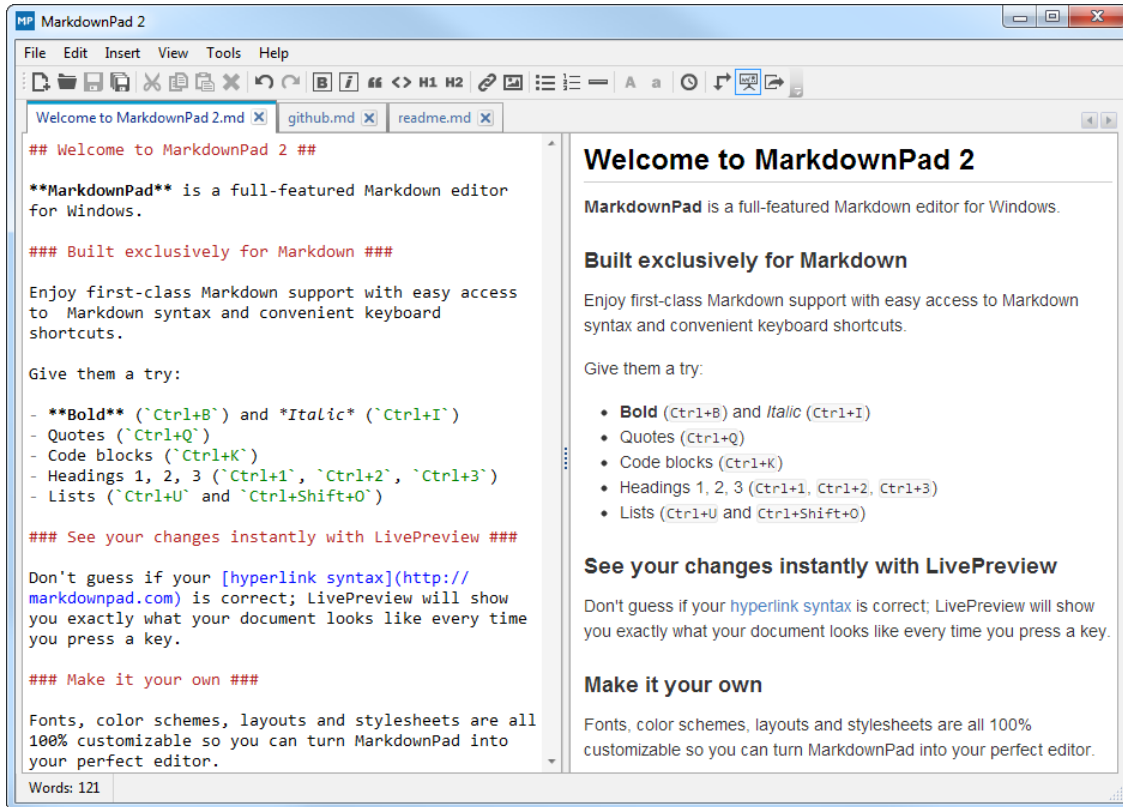 MP MarkdownPad 2
File Edit Insert View Tools Help
B i “ <> H1 H2 A a
Welcome to MarkdownPad 2.md github.md readme.md
## Welcome to MarkdownPad 2 ##
**MarkdownPad** is a full-featured Markdown editor
for Windows.
### Built exclusively for Markdown ###
Enjoy first-class Markdown support with easy access
to  Markdown syntax and convenient keyboard
shortcuts.
Give them a try:
- **Bold** (`Ctrl+B`) and *Italic* (`Ctrl+I`)
- Quotes (`Ctrl+Q`)
- Code blocks (`Ctrl+K`)
- Headings 1, 2, 3 (`Ctrl+1`, `Ctrl+2`, `Ctrl+3`)
- Lists (`Ctrl+U` and `Ctrl+Shift+O`)
### See your changes instantly with LivePreview ###
Don't guess if your [hyperlink syntax](http://
markdownpad.com) is correct; LivePreview will show
you exactly what your document looks like every time
you press a key.
### Make it your own ###
Fonts, color schemes, layouts and stylesheets are all
100% customizable so you can turn MarkdownPad into
your perfect editor.
Welcome to MarkdownPad 2
MarkdownPad is a full-featured Markdown editor for Windows.
Built exclusively for Markdown
Enjoy first-class Markdown support with easy access to Markdown
syntax and convenient keyboard shortcuts.
Give them a try:
• Bold (Ctrl+B) and Italic (Ctrl+I)
• Quotes (Ctrl+Q)
• Code blocks (Ctrl+K)
• Headings 1, 2, 3 (Ctrl+1, Ctrl+2, Ctrl+3)
• Lists (Ctrl+U and Ctrl+Shift+O)
See your changes instantly with LivePreview
Don't guess if your hyperlink syntax is correct; LivePreview will show
you exactly what your document looks like every time you press a key.
Make it your own
Fonts, color schemes, layouts and stylesheets are all 100%
customizable so you can turn MarkdownPad into your perfect editor.
Words: 121